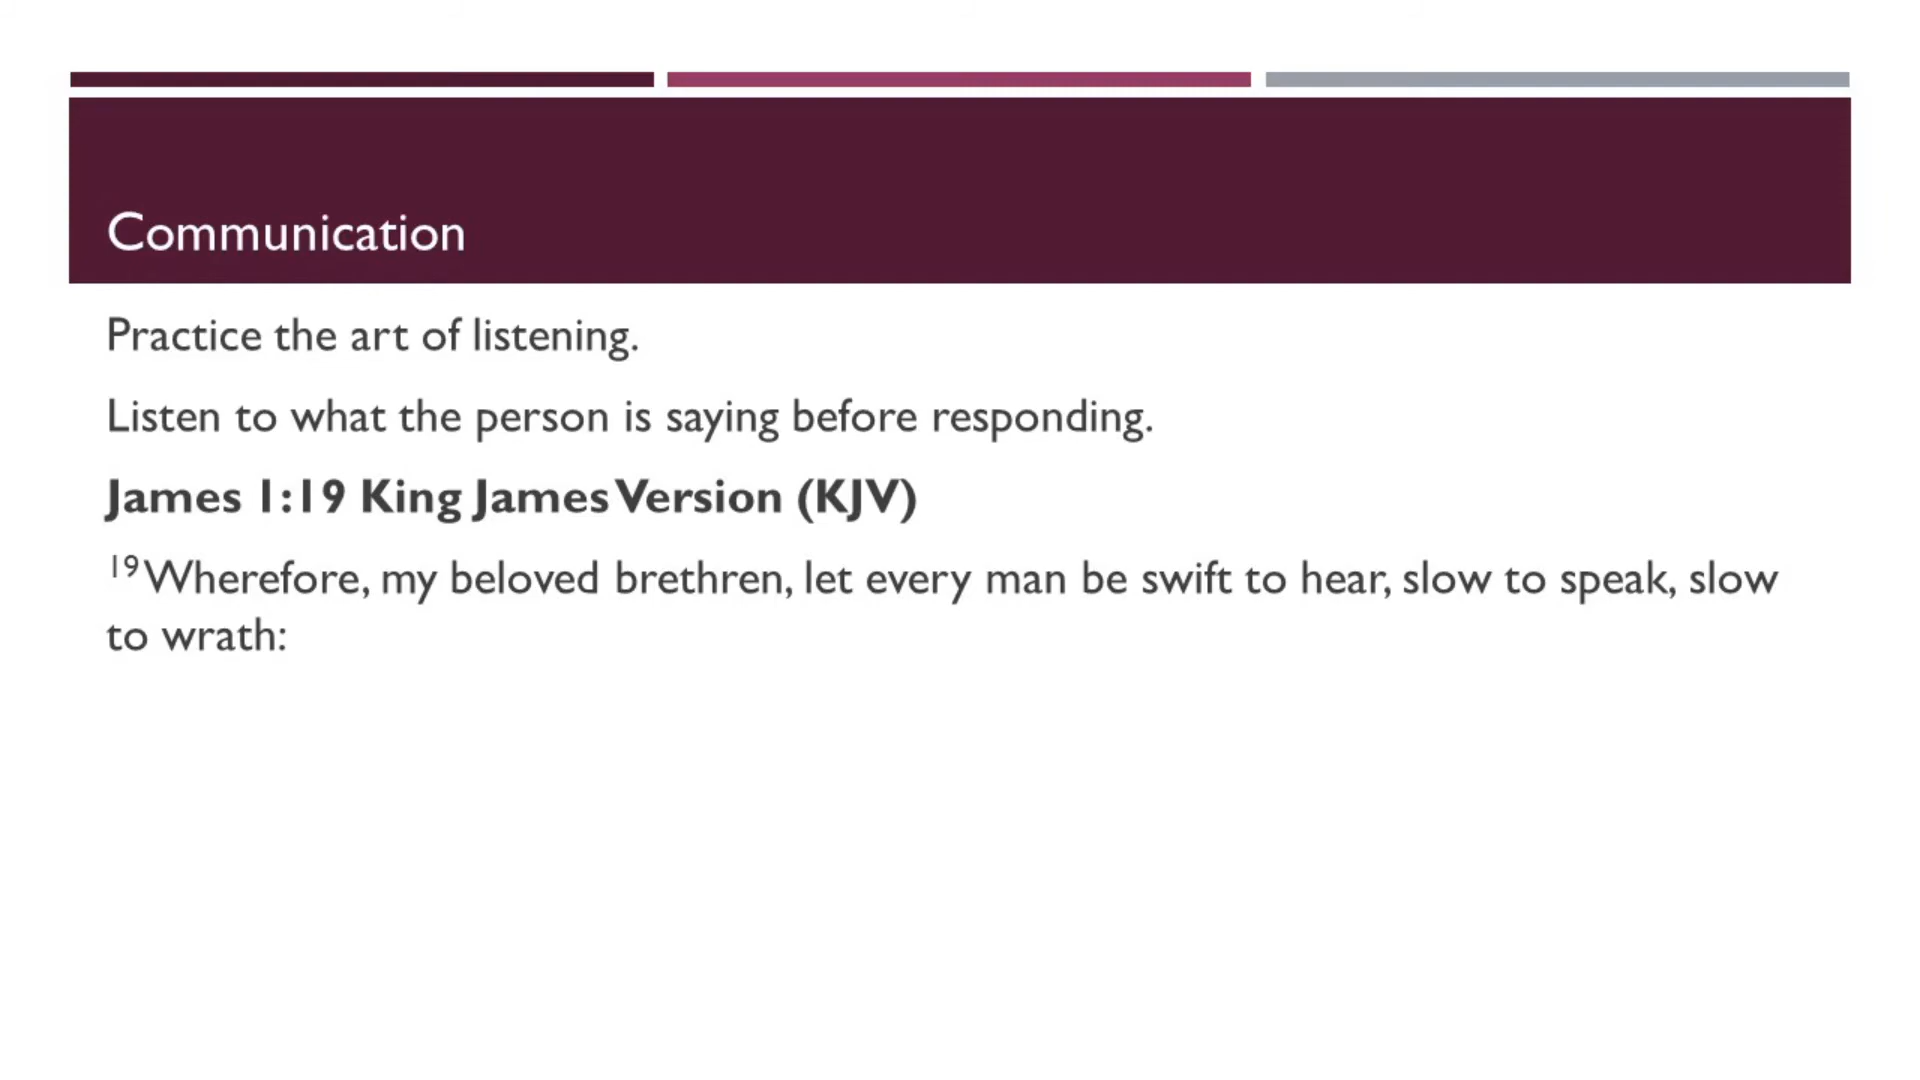 Communication
Practice the art of listening.
Listen to what the person is saying before responding.
James 1:19 King James Version (KJV)
19 Wherefore, my beloved brethren, let every man be swift to hear, slow to speak, slow
to wrath: